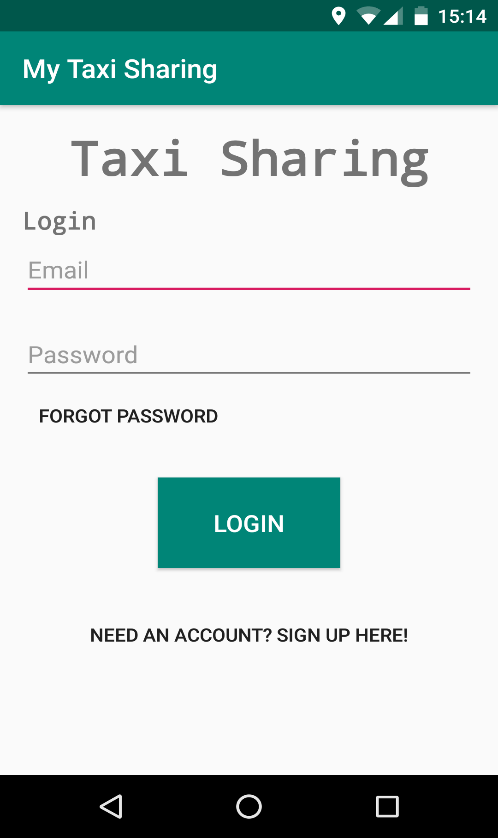 15:14
My Taxi Sharing
Taxi Sharing
Login
Email
Password
FORGOT PASSWORD
LOGIN
NEED AN ACCOUNT? SIGN UP HERE!